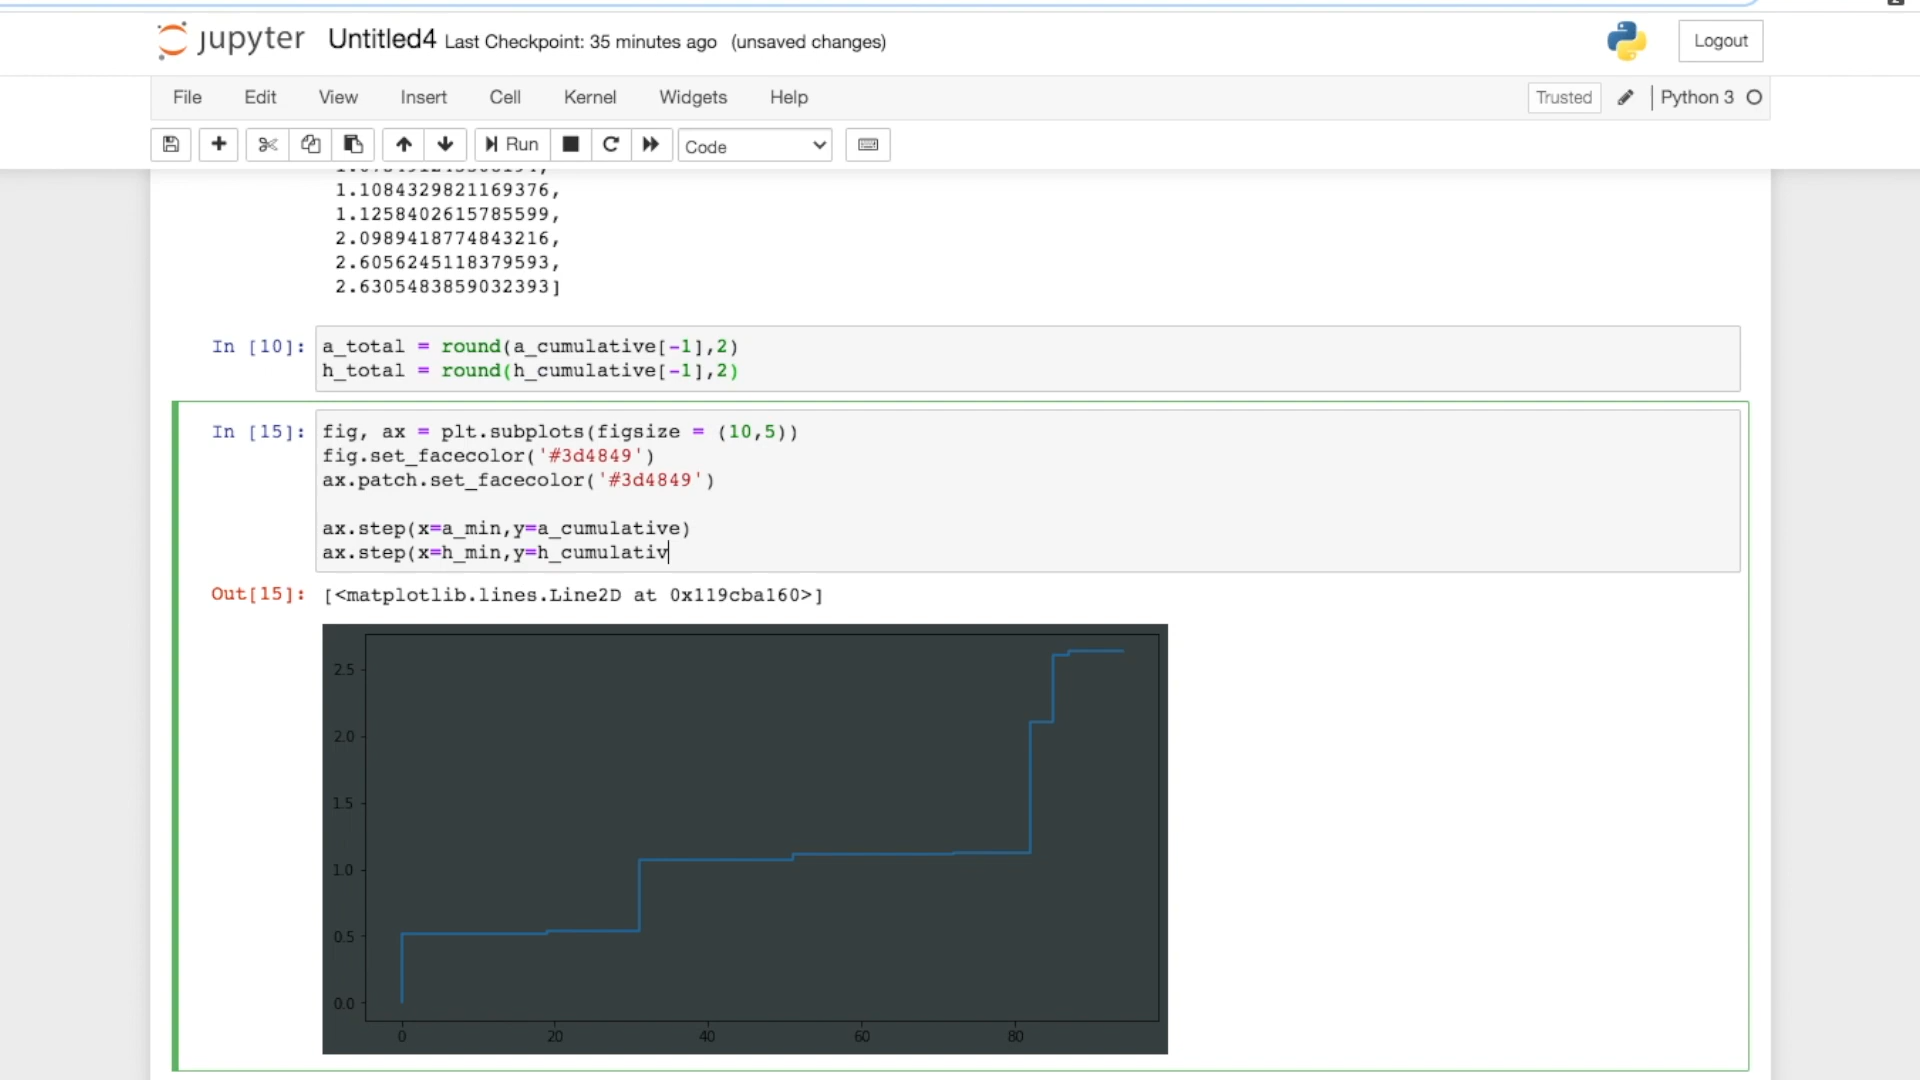 jupyter Untitled4 Last Checkpoint: 35 minutes ago (unsaved changes)
Logout
File Edit View Insert Cell Kernel Widgets Help
Trusted Python 3
Run Code
1.1084329821169376,
1.1258402615785599,
2.0989418774843216,
2.6056245118379593,
2.6305483859032393]
In [10]: a_total = round(a_cumulative[-1],2)
h_total = round(h_cumulative[-1],2)
In [15]: fig, ax = plt.subplots(figsize = (10,5))
fig.set_facecolor('#3d4849')
ax.patch.set_facecolor('#3d4849')
ax.step(x=a_min,y=a_cumulative)
ax.step(x=h_min,y=h_cumulativ
Out[15]: [<matplotlib.lines.Line2D at 0x119cba160>]
2.5
2.0
1.5
1.0
0.5
0.0
0 20 40 60 80